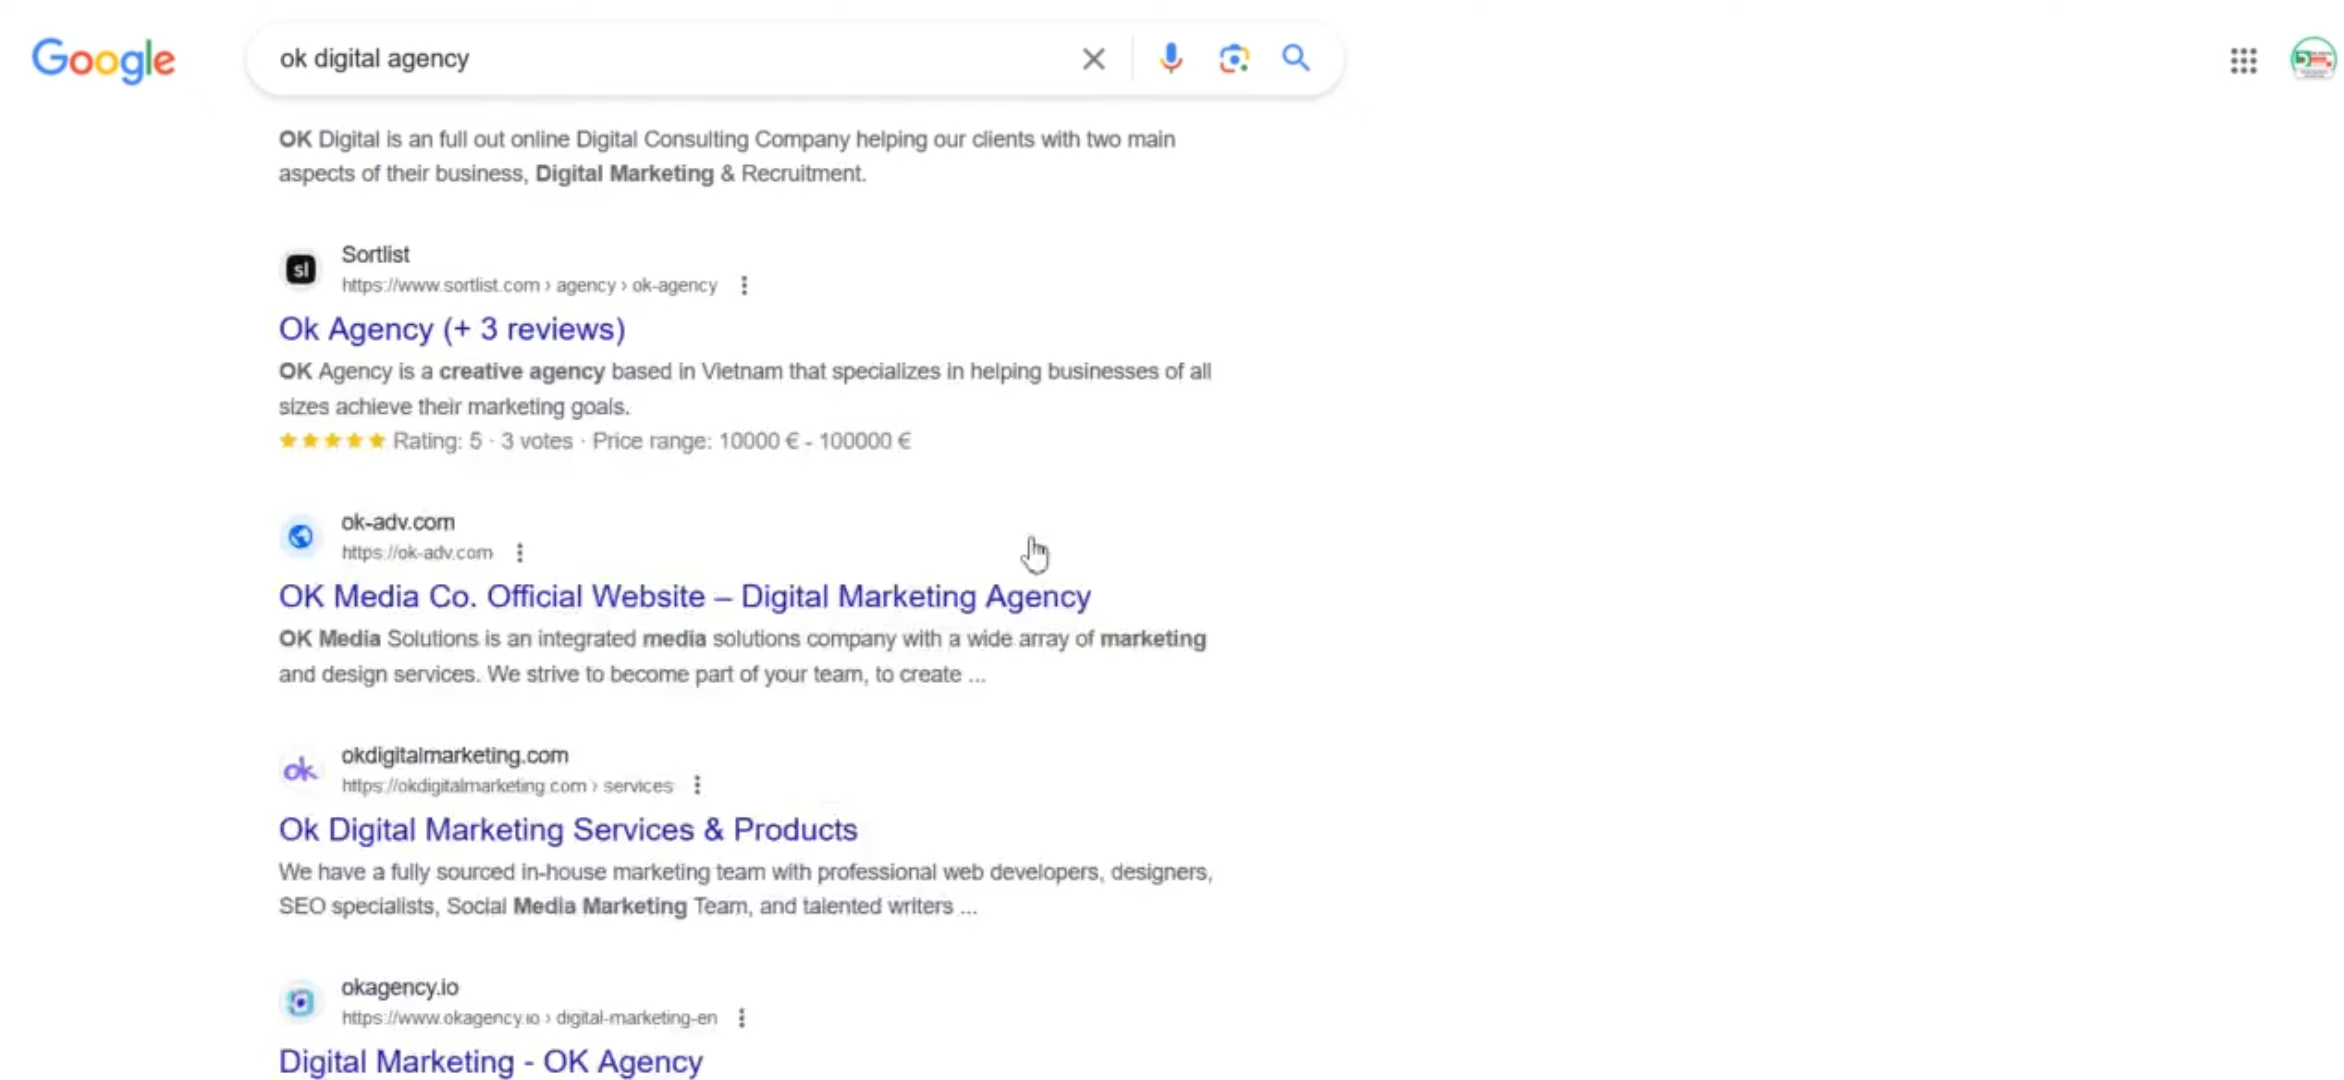 Google
ok digital agency
OK Digital is an full out online Digital Consulting Company helping our clients with two main
aspects of their business, Digital Marketing & Recruitment.
sl
Sortlist
https://www.sortlist.com › agency › ok-agency
Ok Agency (+ 3 reviews)
OK Agency is a creative agency based in Vietnam that specializes in helping businesses of all
sizes achieve their marketing goals.
Rating: 5 · 3 votes · Price range: 10000 € - 100000 €
ok-adv.com
https://ok-adv.com
OK Media Co. Official Website – Digital Marketing Agency
OK Media Solutions is an integrated media solutions company with a wide array of marketing
and design services. We strive to become part of your team, to create ...
ok
okdigitalmarketing.com
https://okdigitalmarketing.com › services
Ok Digital Marketing Services & Products
We have a fully sourced in-house marketing team with professional web developers, designers,
SEO specialists, Social Media Marketing Team, and talented writers ...
okagency.io
https://www.okagency.io › digital-marketing-en
Digital Marketing - OK Agency